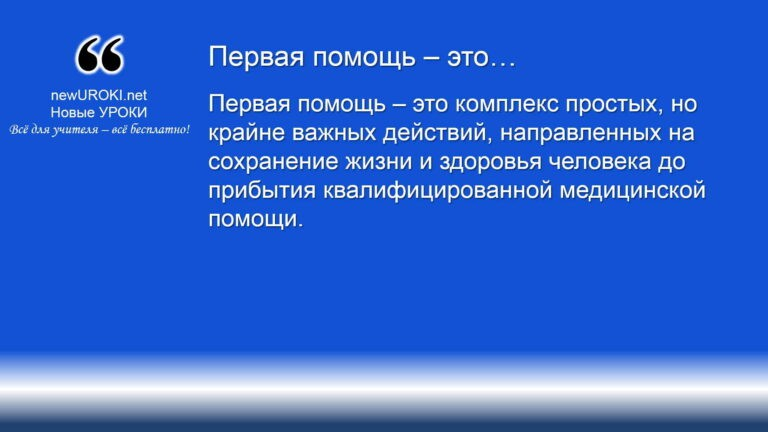 newUROKI.net
Новые УРОКИ
Всё для учителя – всё бесплатно!
Первая помощь – это…
Первая помощь – это комплекс простых, но
крайне важных действий, направленных на
сохранение жизни и здоровья человека до
прибытия квалифицированной медицинской
помощи.